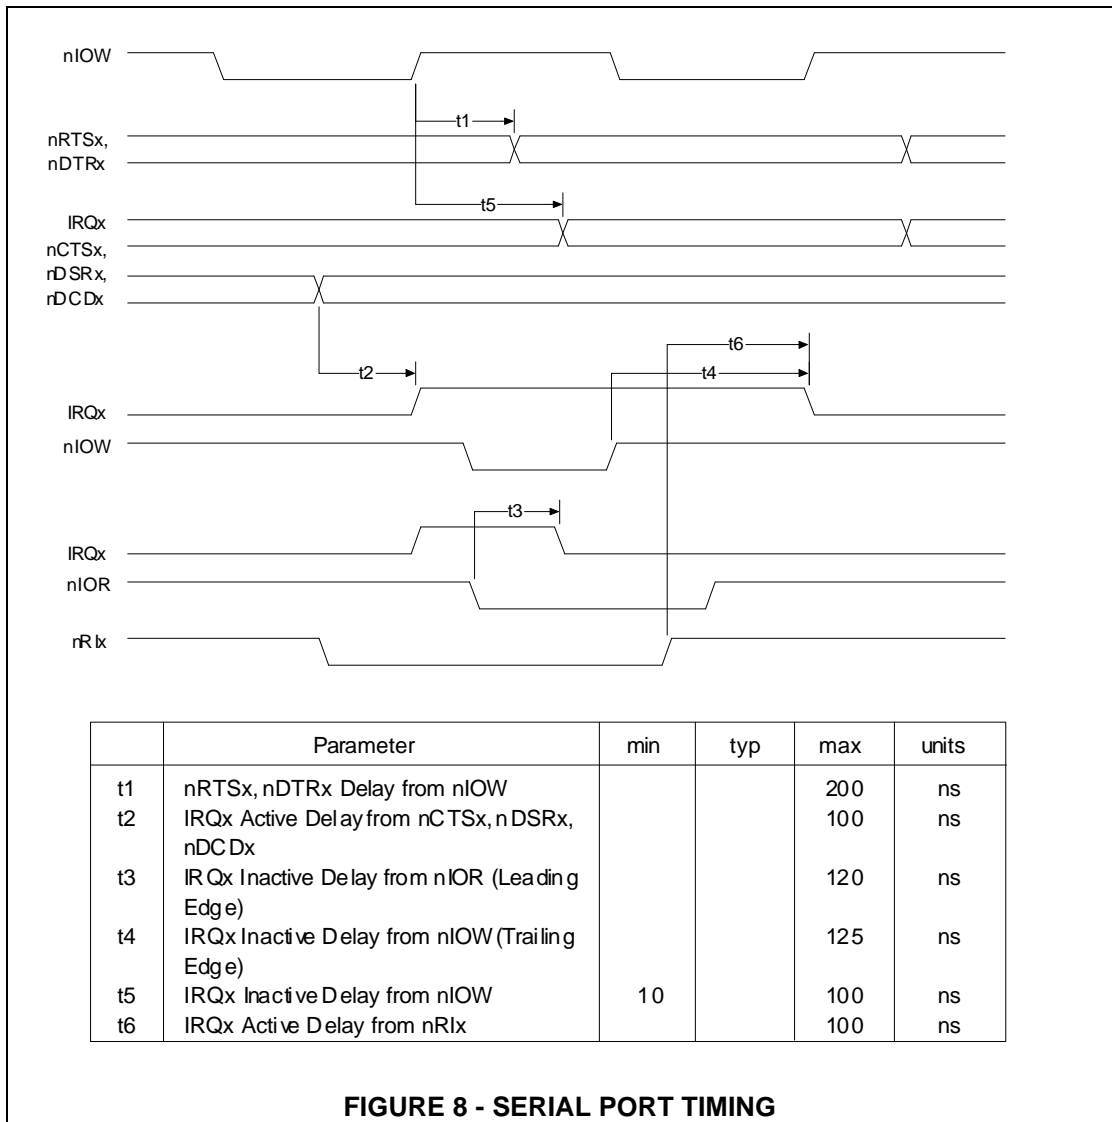 nIOW
t1
nRTSx,
nDTRx
t5
IRQx
nCTSx,
nDSRx,
nDCDx
t6
t2
t4
IRQx
nIOW
t3
IRQx
nIOR
nRIx
Parameter min typ max units
t1 nRTSx, nDTRx Delay from nIOW 200 ns
t2 IRQx Active Delay from nCTSx, nDSRx, 100 ns
nDCDx
t3 IRQx Inactive Delay from nIOR (Leading 120 ns
Edge)
t4 IRQx Inactive Delay from nIOW (Trailing 125 ns
Edge)
t5 IRQx Inactive Delay from nIOW 10 100 ns
t6 IRQx Active Delay from nRIx 100 ns
FIGURE 8 - SERIAL PORT TIMING